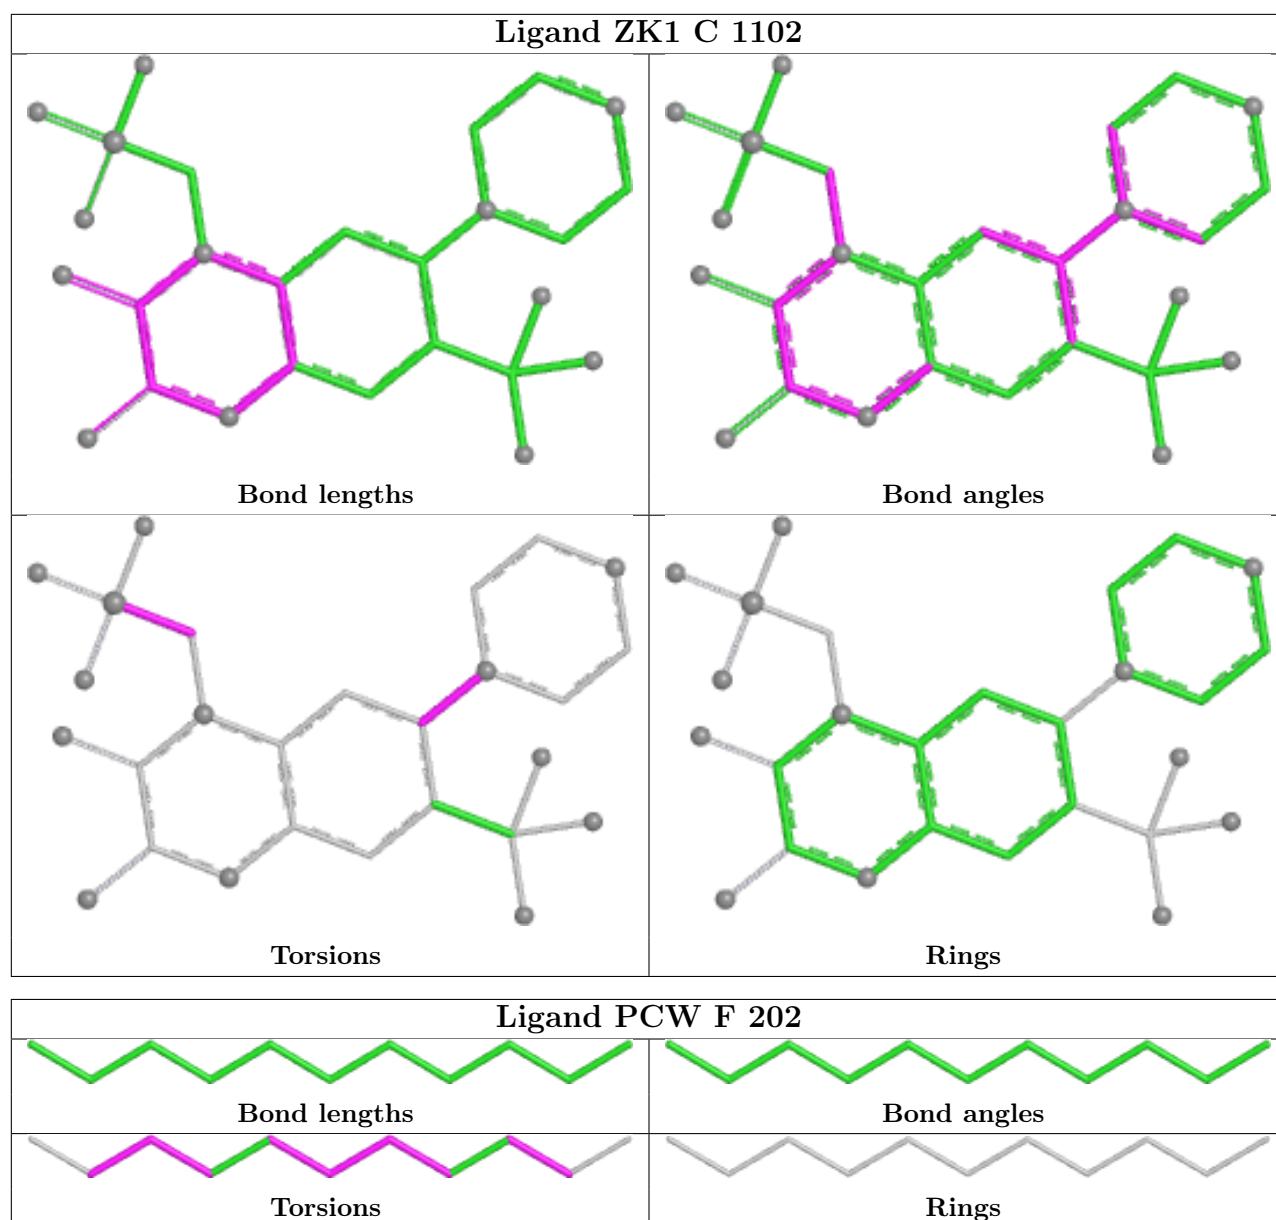 Ligand ZK1 C 1102
Bond lengths
Bond angles
Torsions
Rings
Ligand PCW F 202
Bond lengths
Bond angles
Torsions
Rings